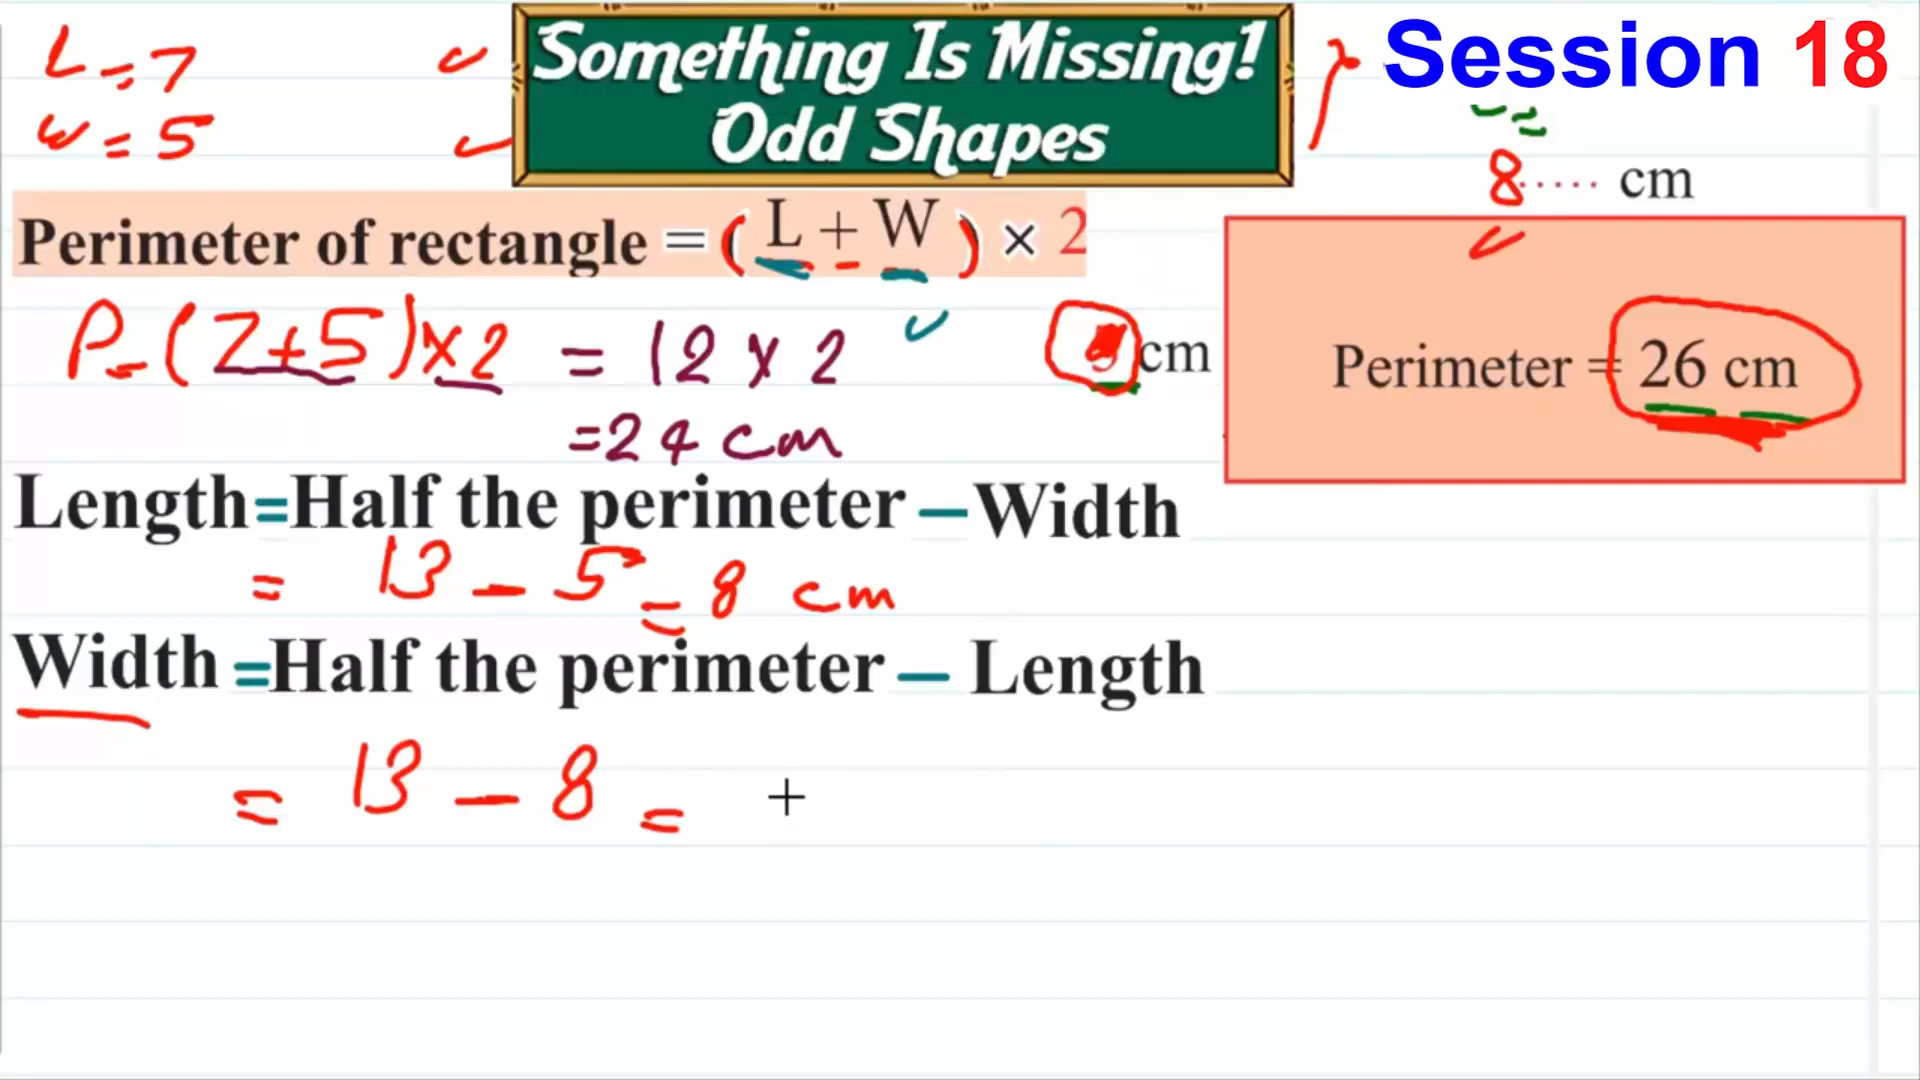 L = 7
W = 5
Something Is Missing!
Odd Shapes
Session 18
8 ..... cm
Perimeter of rectangle = ( L + W ) × 2
P = (7+5) × 2 = 12 × 2
= 24 cm
cm
Perimeter = 26 cm
Length = Half the perimeter – Width
= 13 – 5 = 8 cm
Width = Half the perimeter – Length
= 13 – 8 =